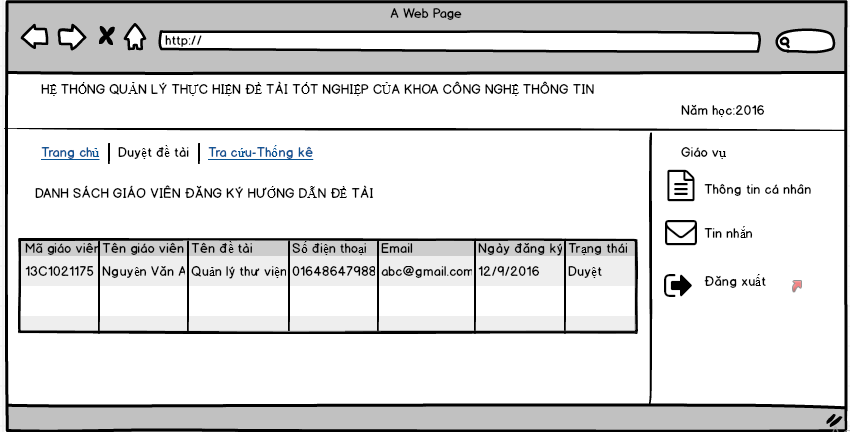 A Web Page
http://
HỆ THỐNG QUẢN LÝ THỰC HIỆN ĐỀ TÀI TỐT NGHIỆP CỦA KHOA CÔNG NGHỆ THÔNG TIN
Năm học:2016
Trang chủ | Duyệt đề tài | Tra cứu-Thống kê
Giáo vụ
DANH SÁCH GIÁO VIÊN ĐĂNG KÝ HƯỚNG DẪN ĐỀ TÀI
Thông tin cá nhân
Tin nhắn
Mã giáo viên Tên giáo viên Tên đề tài Số điện thoại Email Ngày đăng ký Trạng thái
13C1021175 Nguyễn Văn A Quản lý thư viện 01648647988 abc@gmail.com 12/9/2016 Duyệt
Đăng xuất